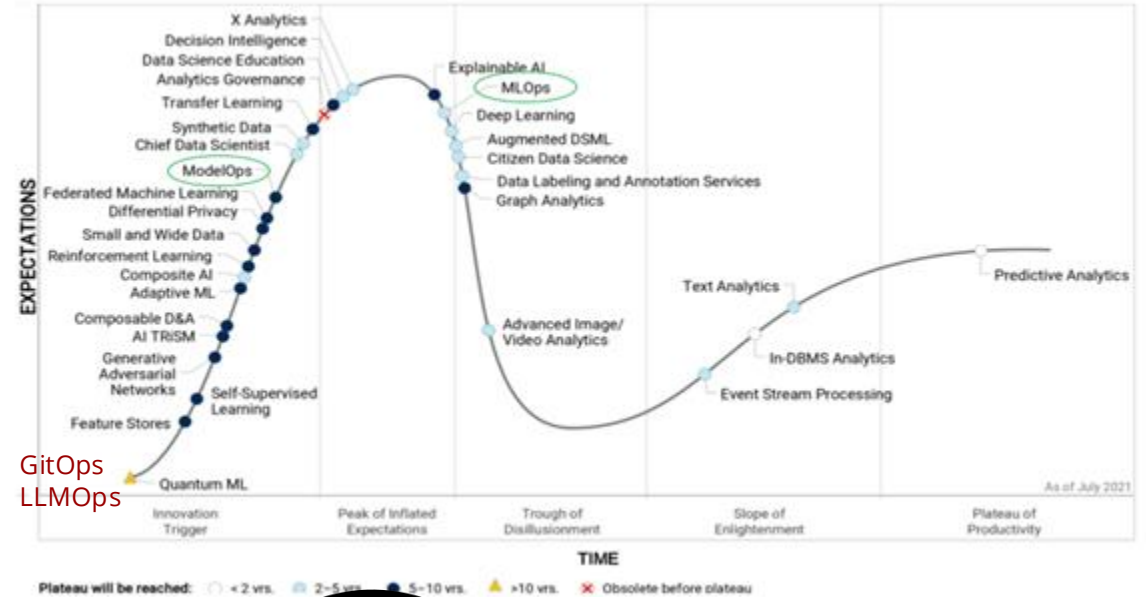 X Analytics
Decision Intelligence
Data Science Education
Analytics Governance
Transfer Learning
Synthetic Data
Chief Data Scientist
ModelOps
Federated Machine Learning
Differential Privacy
Small and Wide Data
Reinforcement Learning
Composite AI
Adaptive ML
Composable D&A
AI TRiSM
Generative
Adversarial
Networks
Self-Supervised
Learning
Feature Stores
GitOps
LLMOps
Quantum ML
Explainable AI
MLOps
Deep Learning
Augmented DSML
Citizen Data Science
Data Labeling and Annotation Services
Graph Analytics
Advanced Image/
Video Analytics
Text Analytics
In-DBMS Analytics
Event Stream Processing
Predictive Analytics
EXPECTATIONS
As of July 2021
Innovation
Trigger
Peak of Inflated
Expectations
Trough of
Disillusionment
Slope of
Enlightenment
Plateau of
Productivity
TIME
Plateau will be reached: < 2 yrs. 2–5 yrs. 5–10 yrs. >10 yrs. Obsolete before plateau